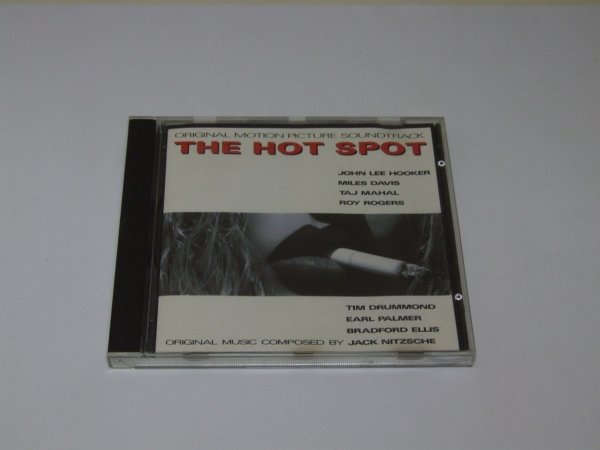 ORIGINAL MOTION PICTURE SOUNDTRACK
THE HOT SPOT
JOHN LEE HOOKER
MILES DAVIS
TAJ MAHAL
ROY ROGERS
TIM DRUMMOND
EARL PALMER
BRADFORD ELLIS
ORIGINAL MUSIC COMPOSED BY JACK NITZSCHE